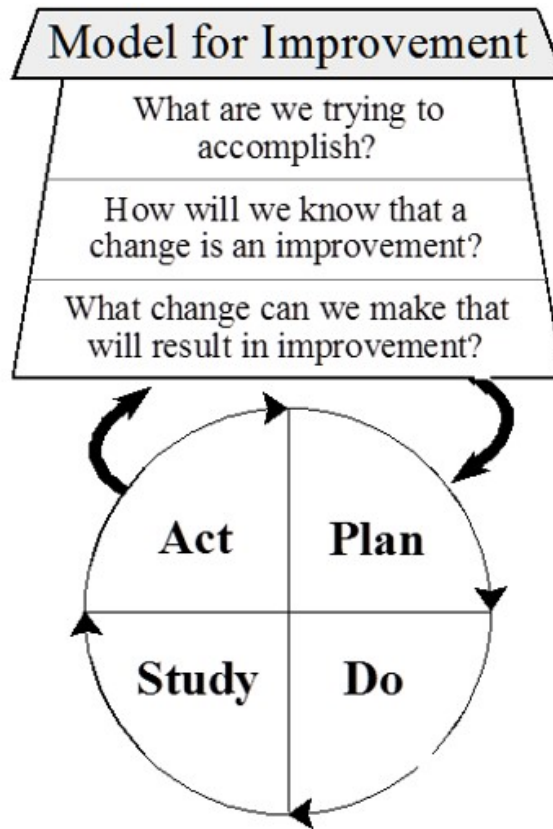 Model for Improvement
What are we trying to
accomplish?
How will we know that a
change is an improvement?
What change can we make that
will result in improvement?
Act
Plan
Study
Do